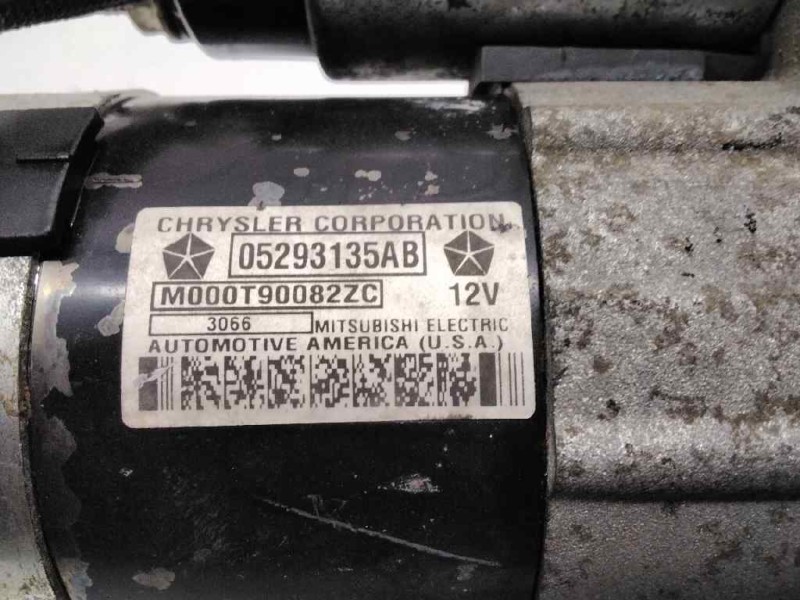 CHRYSLER CORPORATION
05293135AB
M000T90082ZC 12V
3066 MITSUBISHI ELECTRIC
AUTOMOTIVE AMERICA (U.S.A.)